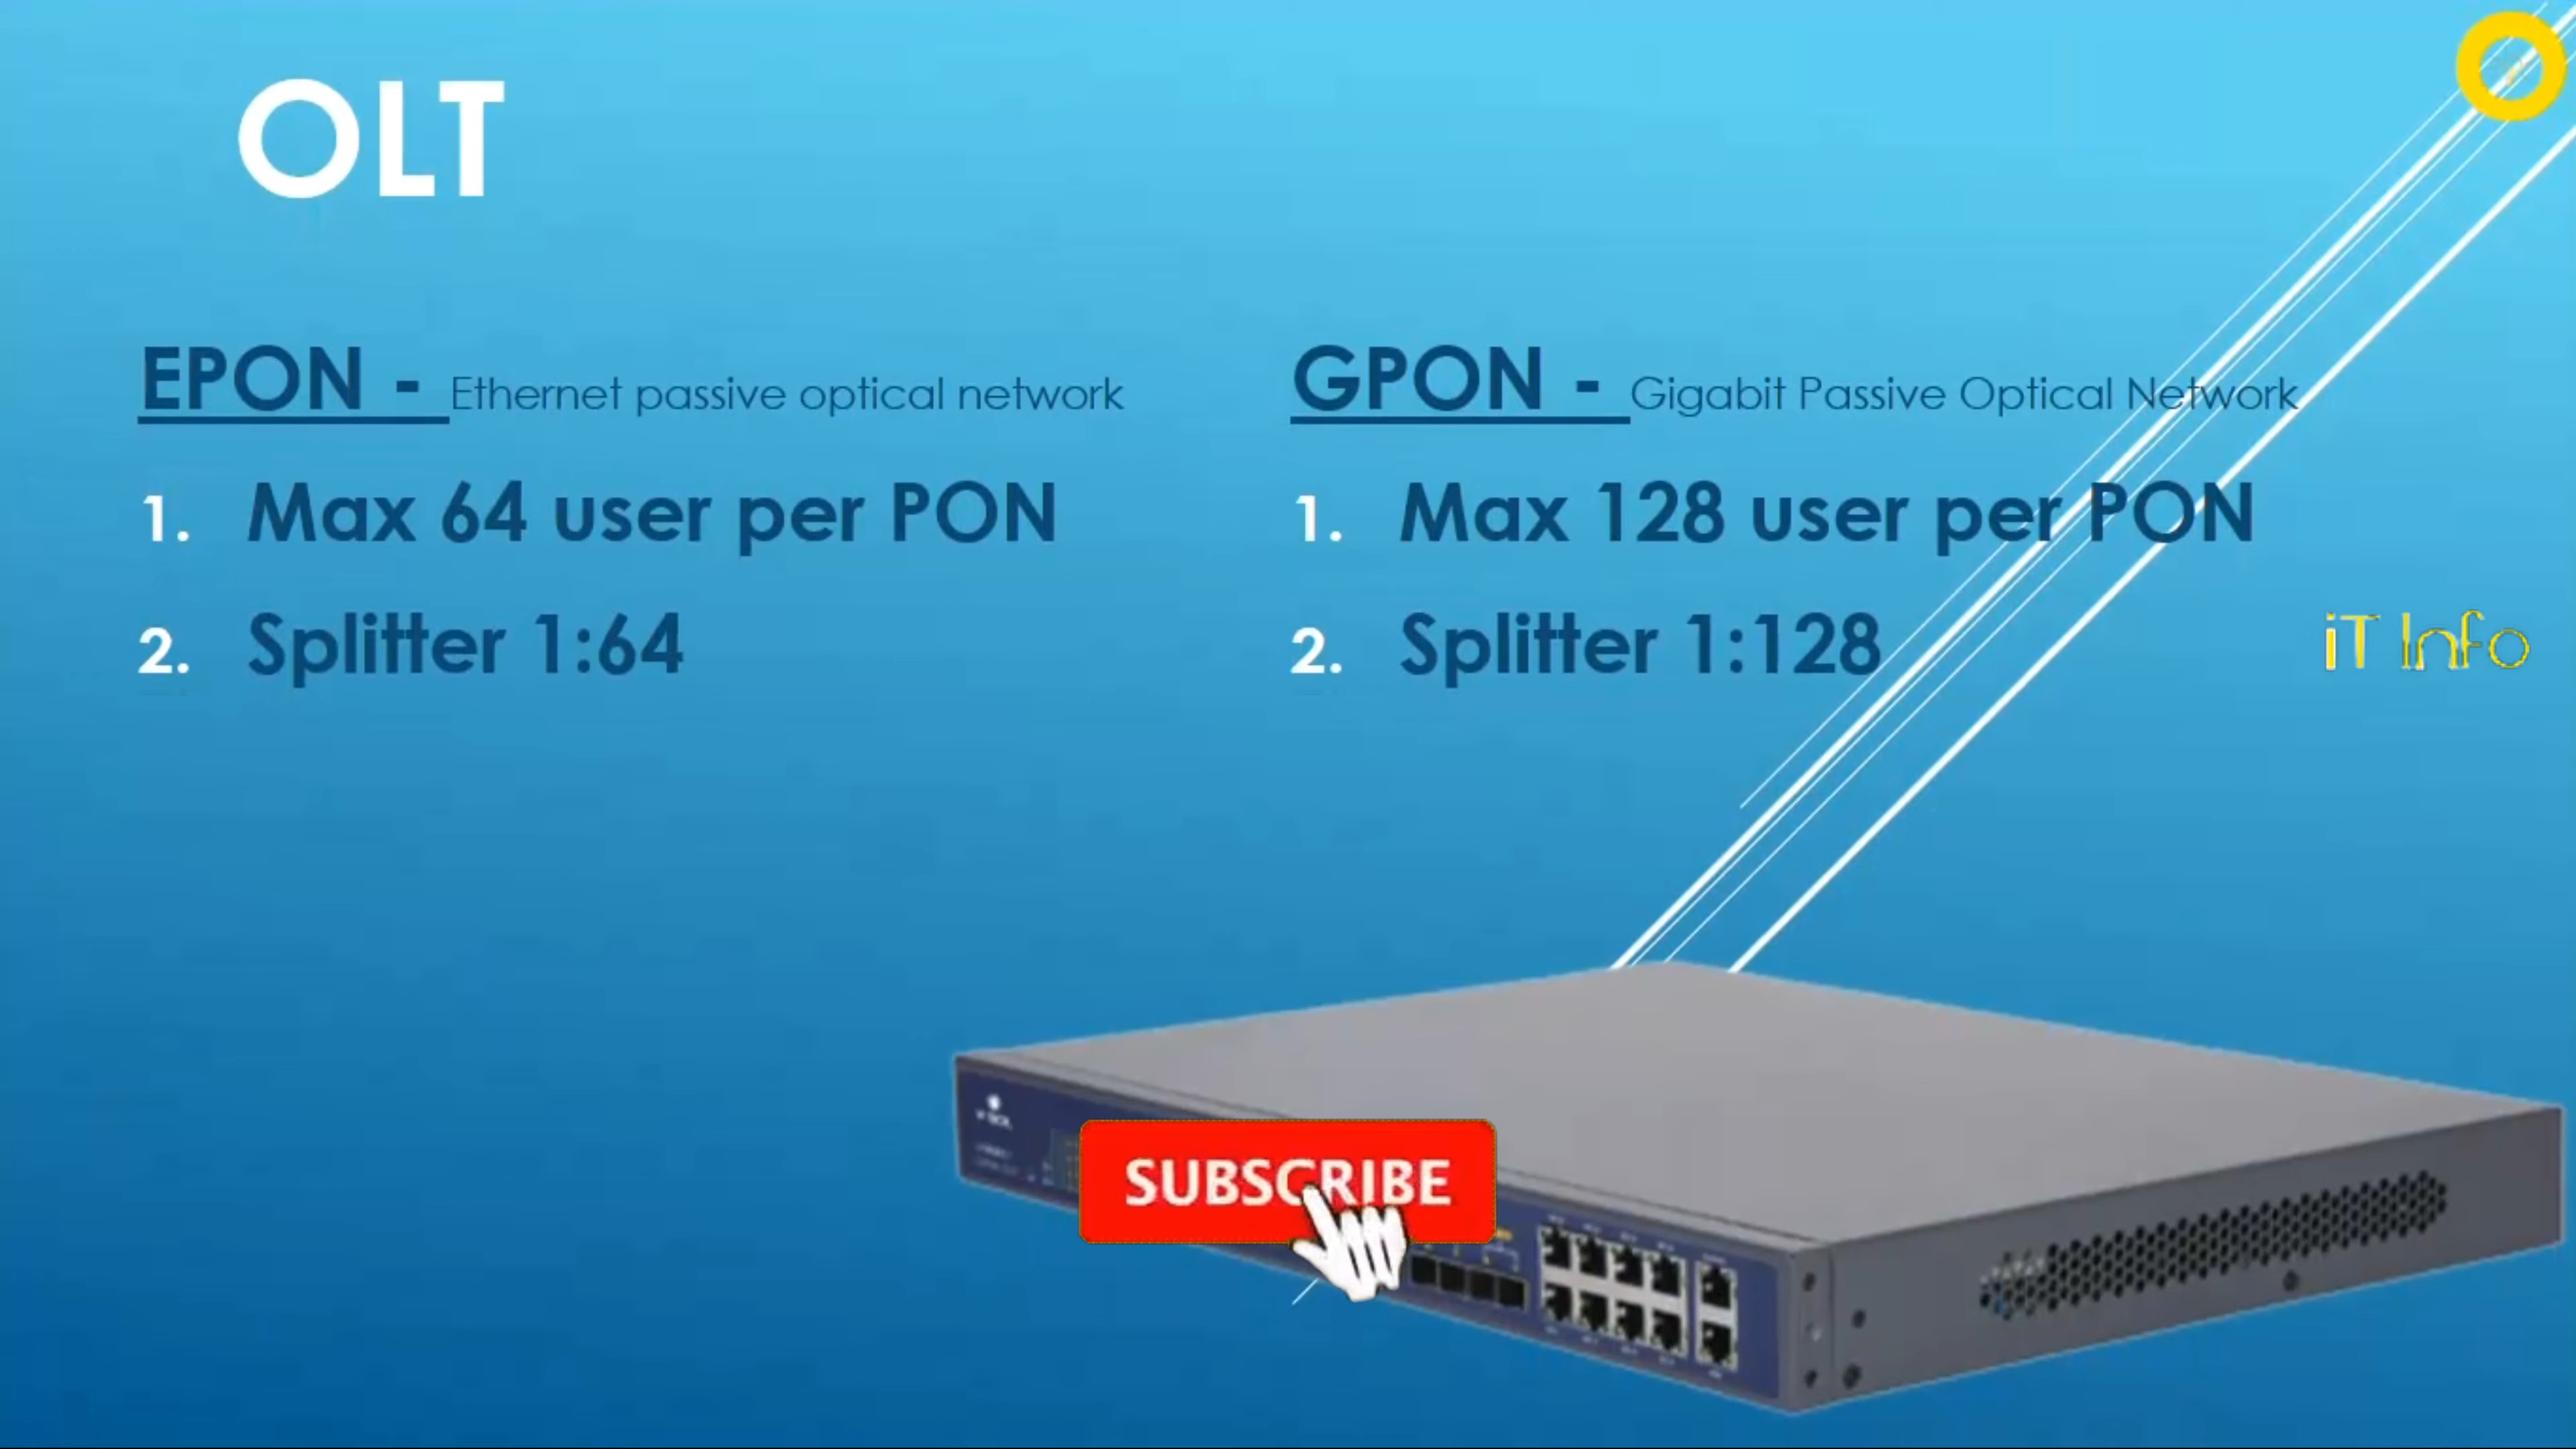 OLT
EPON - Ethernet passive optical network
1. Max 64 user per PON
2. Splitter 1:64
GPON - Gigabit Passive Optical Network
1. Max 128 user per PON
2. Splitter 1:128
iT Info
SUBSCRIBE